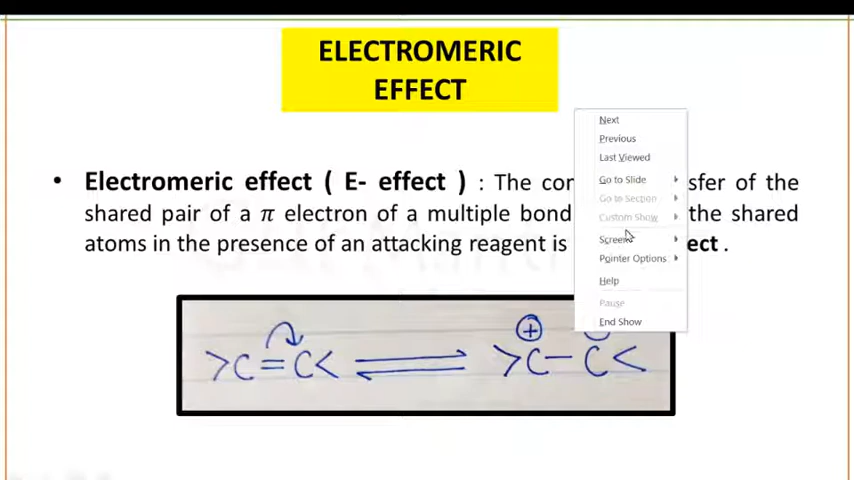 ELECTROMERIC
EFFECT
• Electromeric effect ( E- effect ) : The con sfer of the
shared pair of a π electron of a multiple bond the shared
atoms in the presence of an attacking reagent is ect .
Next
Previous
Last Viewed
Go to Slide
Go to Section
Custom Show
Screen
Pointer Options
Help
Pause
End Show
>C=C< ⇌ >C-C<
⊕